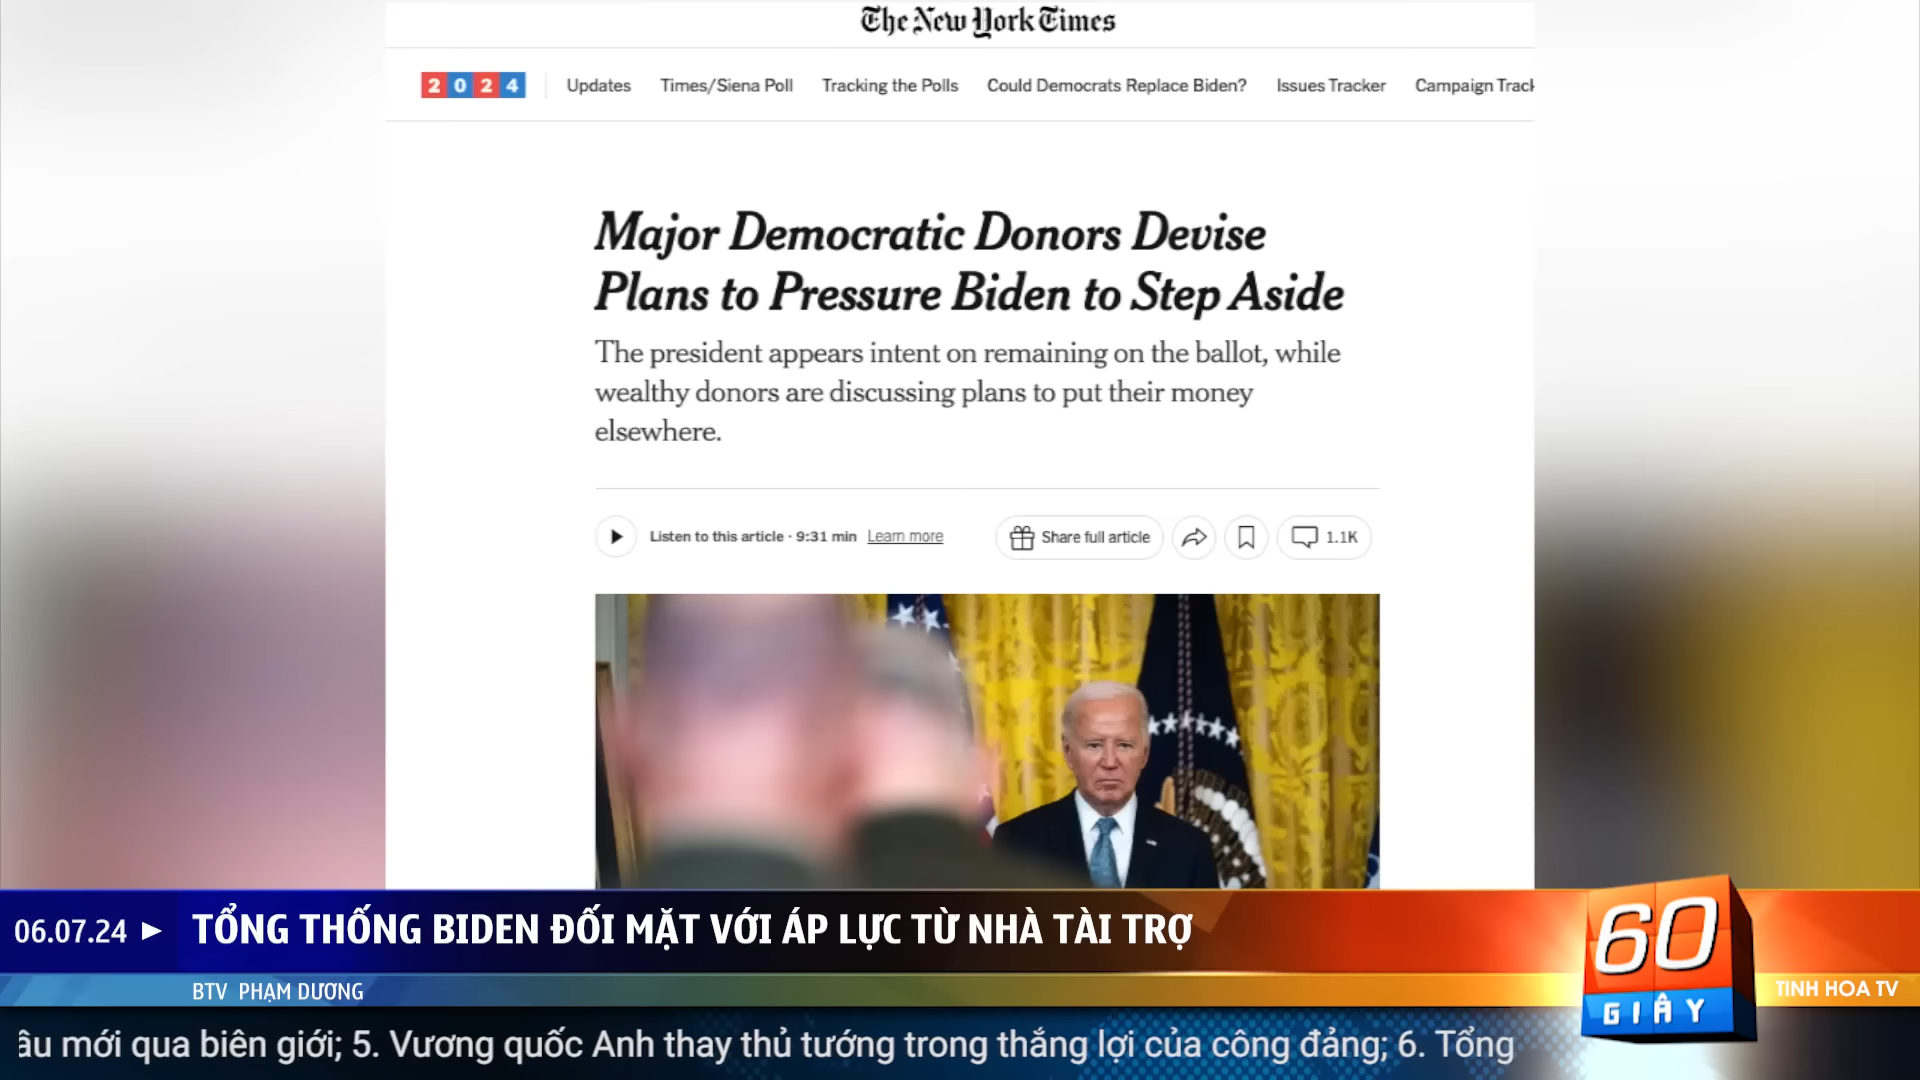 The New York Times
2024 Updates Times/Siena Poll Tracking the Polls Could Democrats Replace Biden? Issues Tracker Campaign
Major Democratic Donors Devise
Plans to Pressure Biden to Step Aside
The president appears intent on remaining on the ballot, while
wealthy donors are discussing plans to put their money
elsewhere.
Listen to this article · 9:31 min Learn more Share full article 1.1K
06.07.24 TỔNG THỐNG BIDEN ĐỐI MẶT VỚI ÁP LỰC TỪ NHÀ TÀI TRỢ
60
GIÂY
BTV PHẠM DƯƠNG
TINH HOA TV
mới qua biên giới; 5. Vương quốc Anh thay thủ tướng trong thắng lợi của công đảng; 6. Tổng